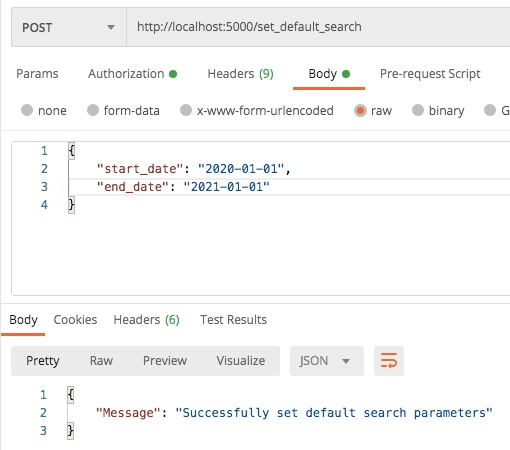 POST http://localhost:5000/set_default_search
Params Authorization Headers (9) Body Pre-request Script
none form-data x-www-form-urlencoded raw binary G
1 {
2 "start_date": "2020-01-01",
3 "end_date": "2021-01-01"
4 }
Body Cookies Headers (6) Test Results
Pretty Raw Preview Visualize JSON
1 {
2 "Message": "Successfully set default search parameters"
3 }